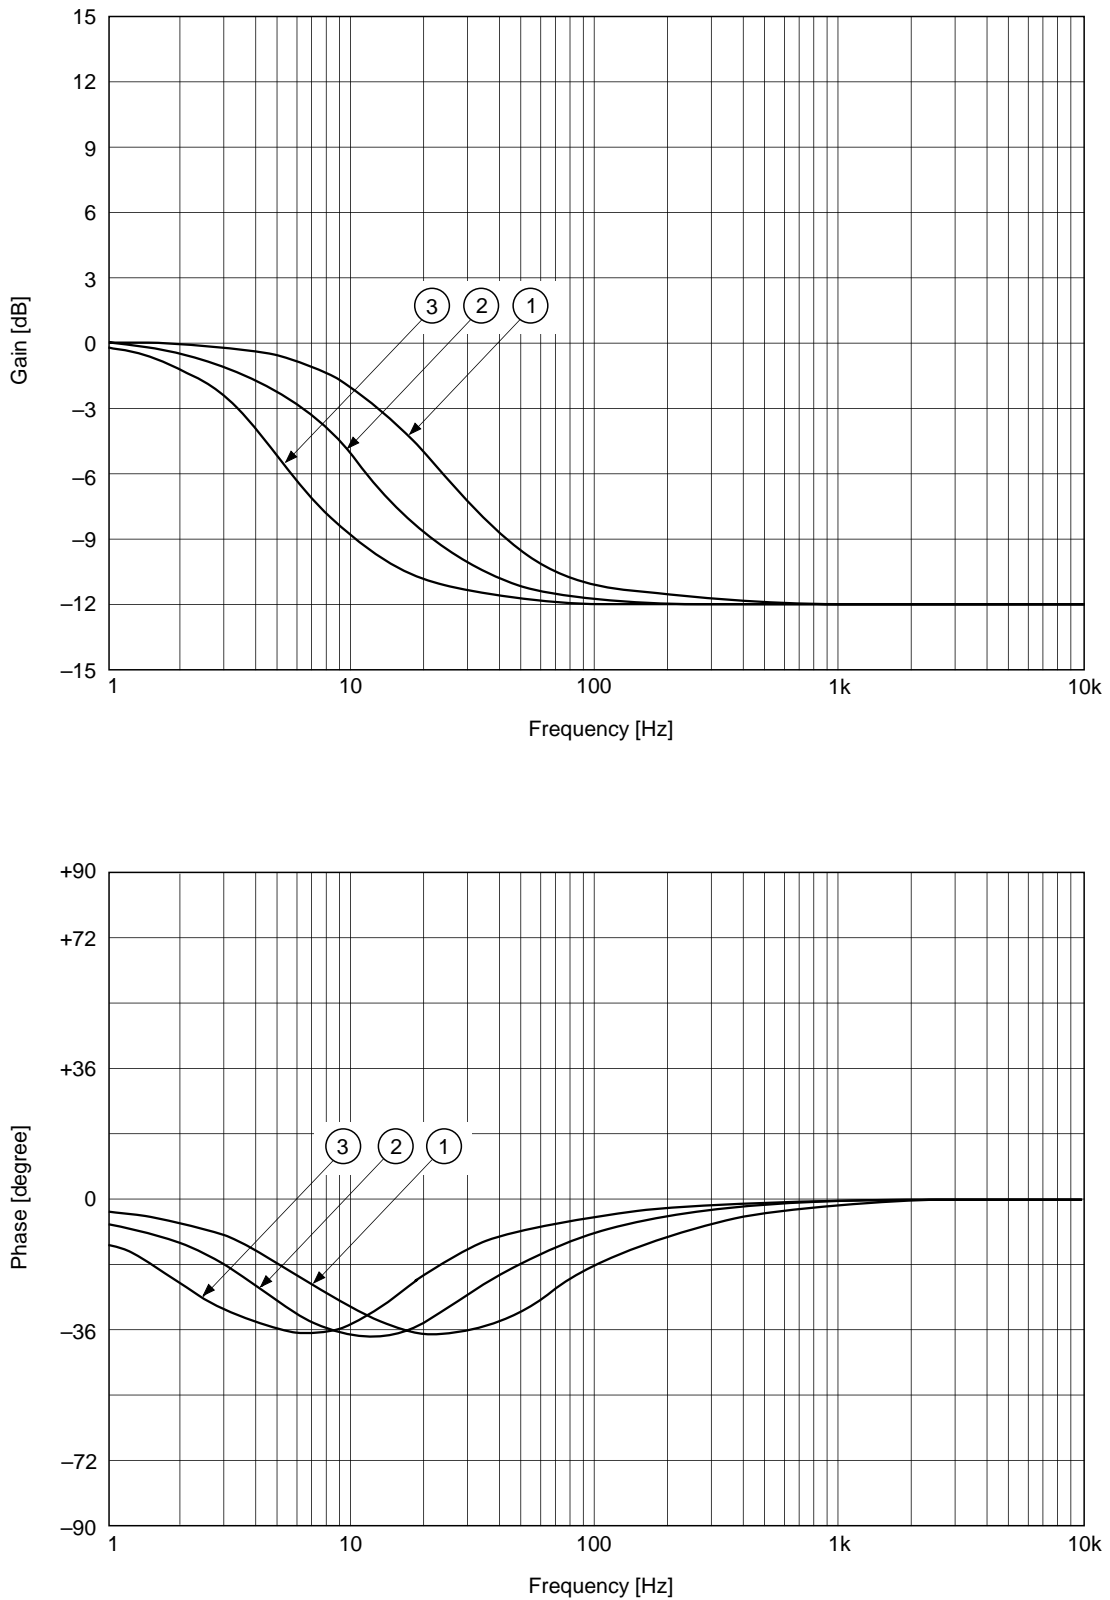 15
12
9
6
3
0
–3
–6
–9
–12
–15
Gain [dB]
3 2 1
1 10 100 1k 10k
Frequency [Hz]
+90
+72
+36
0
–36
–72
–90
Phase [degree]
3 2 1
1 10 100 1k 10k
Frequency [Hz]